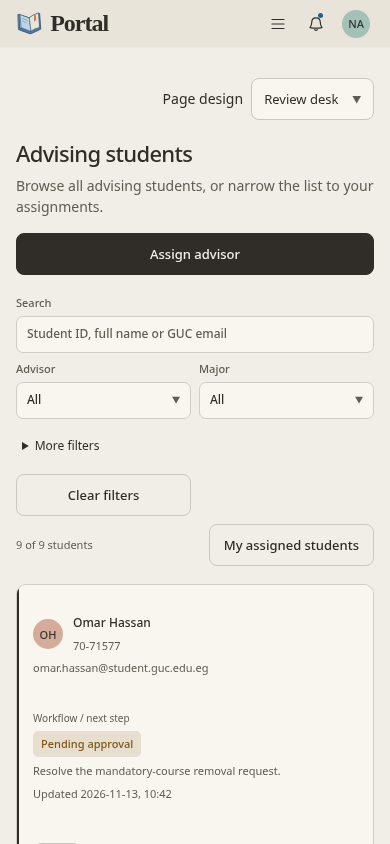 Portal
NA
Page design
Review desk
Advising students
Browse all advising students, or narrow the list to your
assignments.
Assign advisor
Search
Student ID, full name or GUC email
Advisor
Major
All
All
More filters
Clear filters
9 of 9 students
My assigned students
OH
Omar Hassan
70-71577
omar.hassan@student.guc.edu.eg
Workflow / next step
Pending approval
Resolve the mandatory-course removal request.
Updated 2026-11-13, 10:42